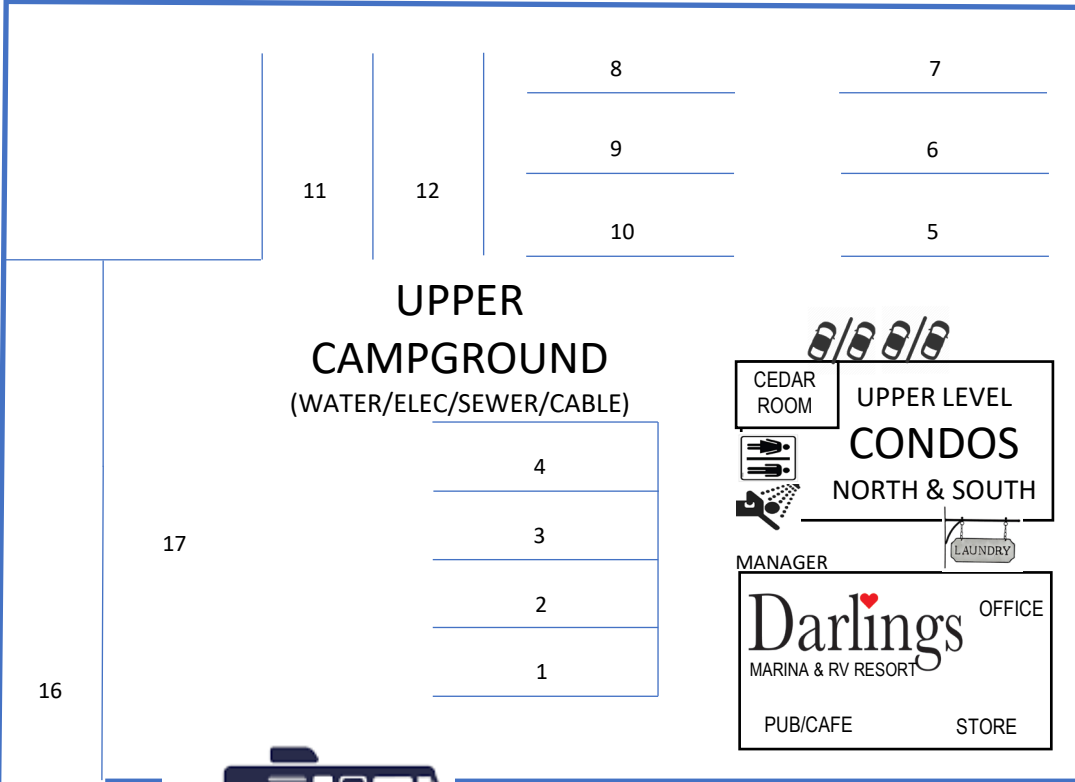 8
7
9
6
11
12
10
5
UPPER
CAMPGROUND
(WATER/ELEC/SEWER/CABLE)
CEDAR
ROOM
UPPER LEVEL
CONDOS
NORTH & SOUTH
4
3
17
LAUNDRY
MANAGER
2
Darlings
OFFICE
MARINA & RV RESORT
1
16
PUB/CAFE
STORE